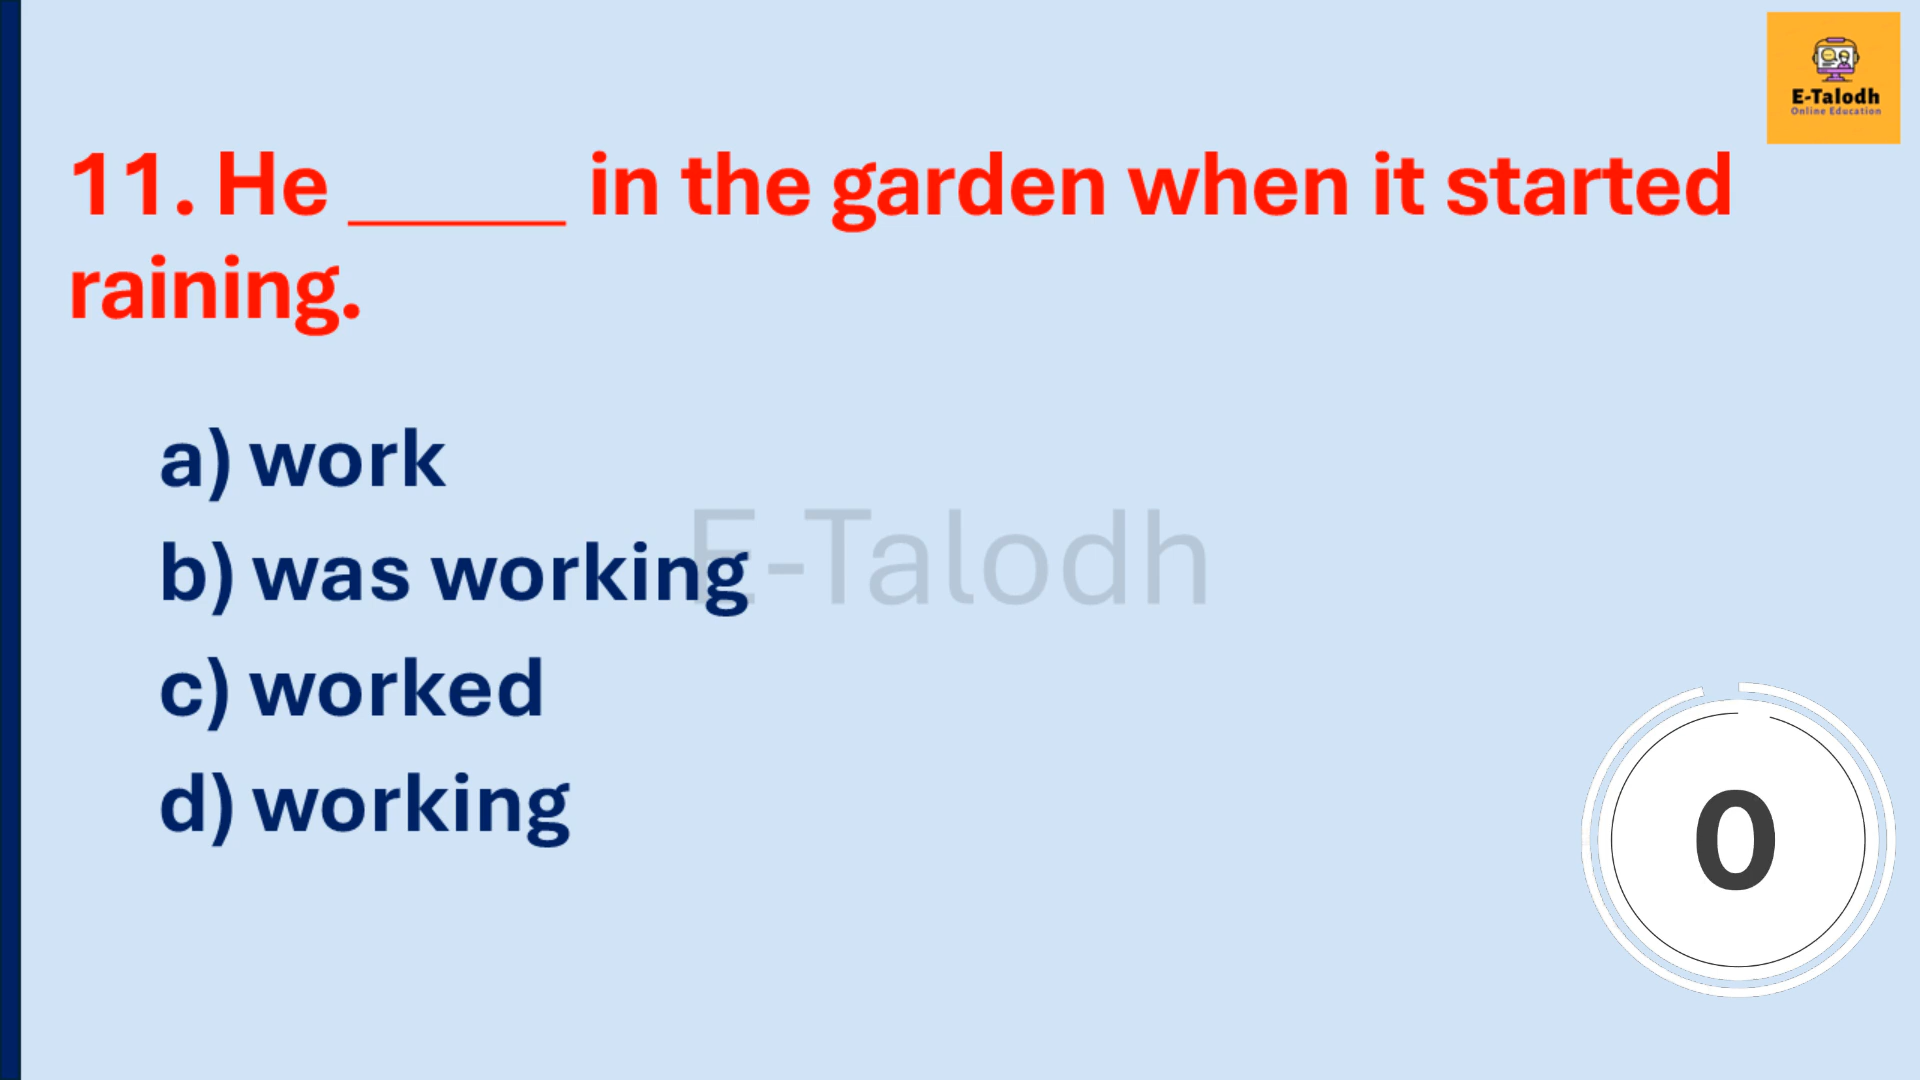 E-Talodh
Online Education
11. He ______ in the garden when it started
raining.
a) work
b) was working
c) worked
d) working
E-Talodh
0